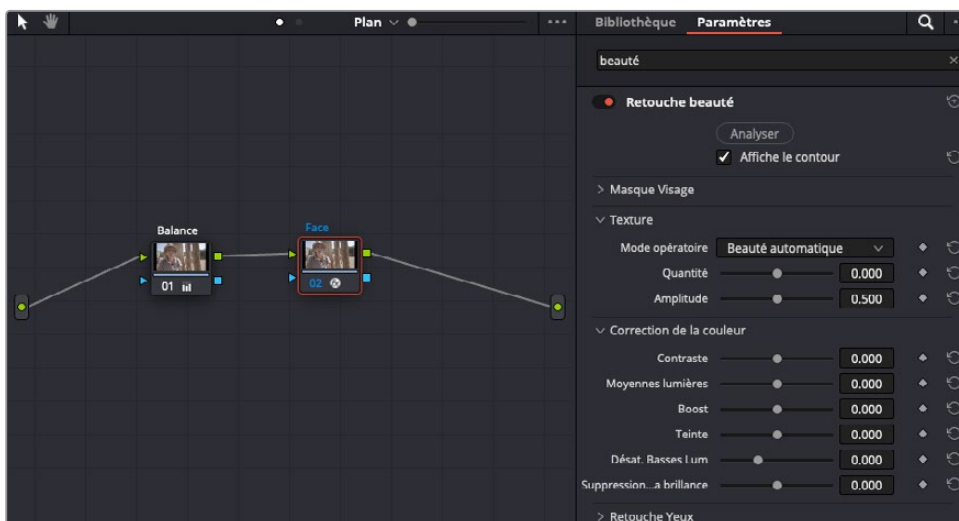 Plan
Bibliothèque Paramètres
beauté
Retouche beauté
Analyser
Affiche le contour
Masque Visage
Texture
Mode opératoire Beauté automatique
Quantité 0.000
Amplitude 0.500
Correction de la couleur
Contraste 0.000
Moyennes lumières 0.000
Boost 0.000
Teinte 0.000
Désat. Basses Lum 0.000
Suppression...a brillance 0.000
Retouche Yeux
Balance
01
Face
02